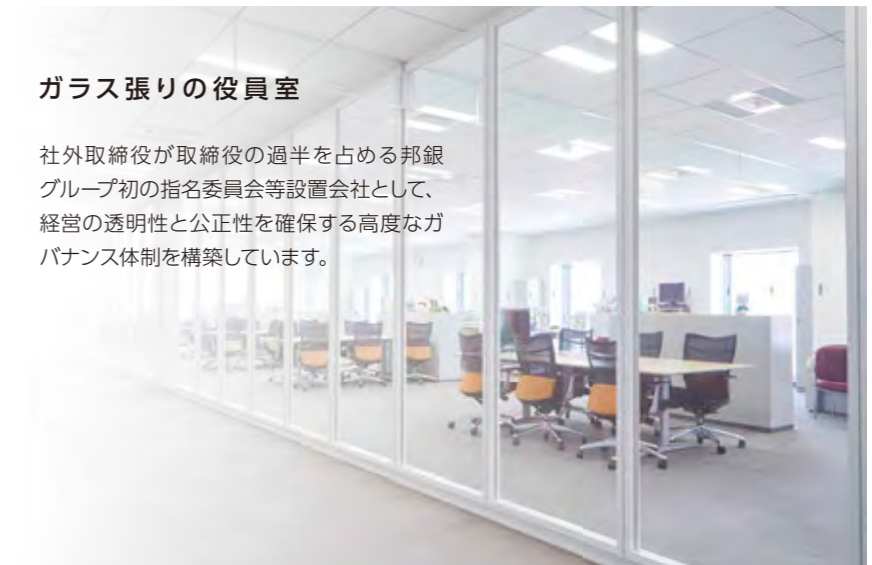 ガラス張りの役員室
社外取締役が取締役の過半を占める邦銀
グループ初の指名委員会等設置会社として、
経営の透明性と公正性を確保する高度なガ
バナンス体制を構築しています。